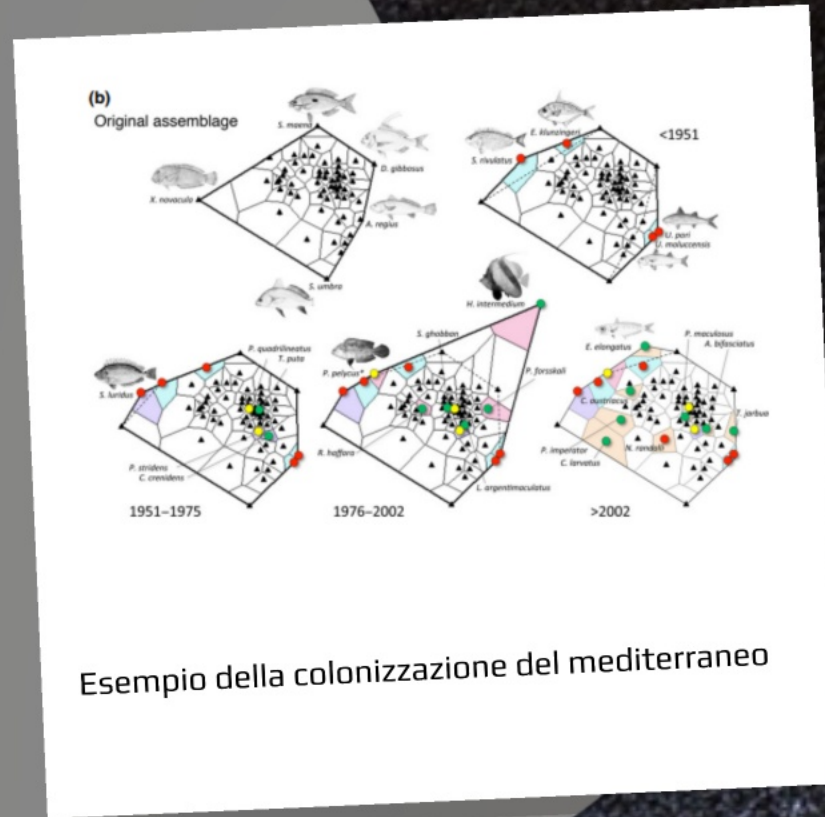 (b)
Original assemblage
S. maena
D. gibbosus
X. novacula
A. regius
S. umbra
<1951
E. klunzingeri
S. rivulatus
U. pori
U. moluccensis
P. quadrilineatus
T. puta
S. luridus
P. stridens
C. crenidens
1951–1975
H. intermedium
S. ghobban
P. pelycus*
P. forsskali
R. haffara
L. argentimaculatus
1976–2002
E. elongatus
P. maculosus
A. bifasciatus
C. austriacus
T. jarbua
P. imperator
N. randalli
C. larvatus
>2002
Esempio della colonizzazione del mediterraneo